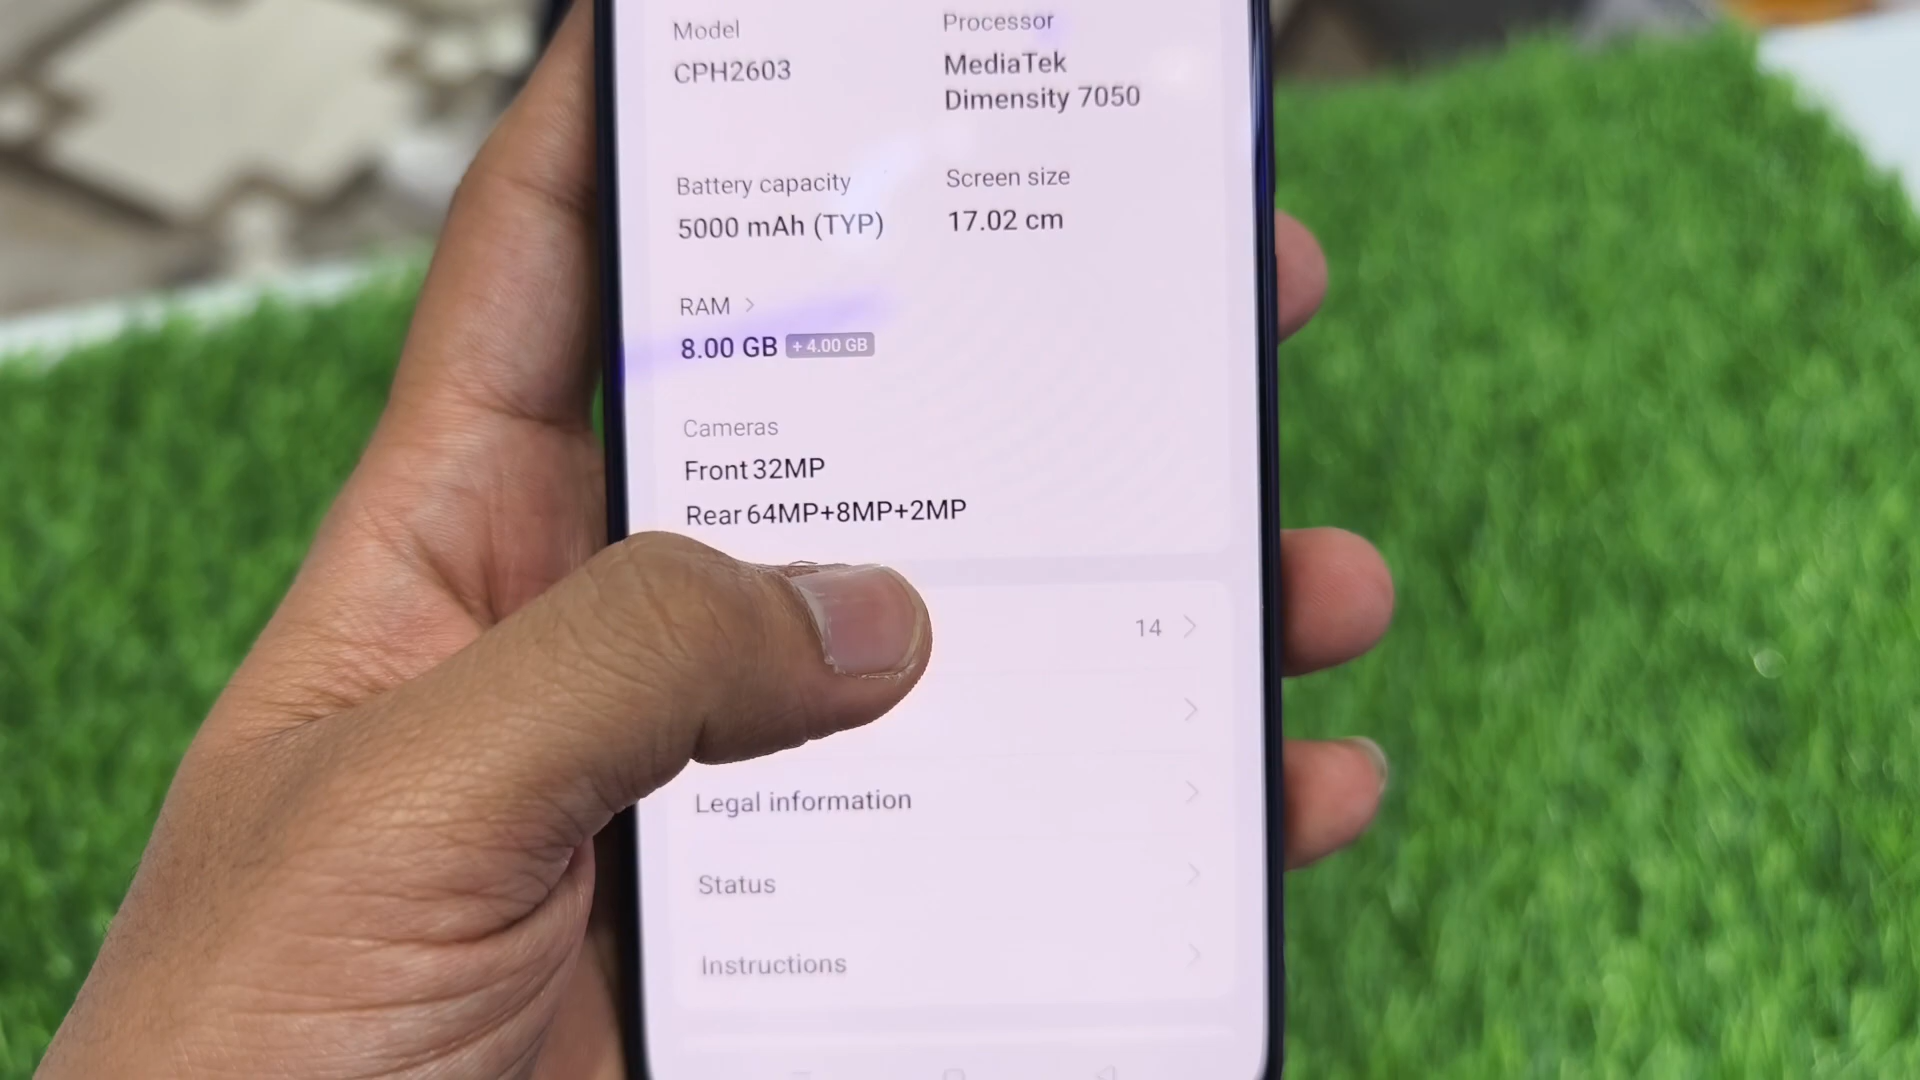 Model
CPH2603
Processor
MediaTek
Dimensity 7050
Battery capacity
5000 mAh (TYP)
Screen size
17.02 cm
RAM >
8.00 GB + 4.00 GB
Cameras
Front 32MP
Rear 64MP+8MP+2MP
14 >
Legal information
Status
Instructions